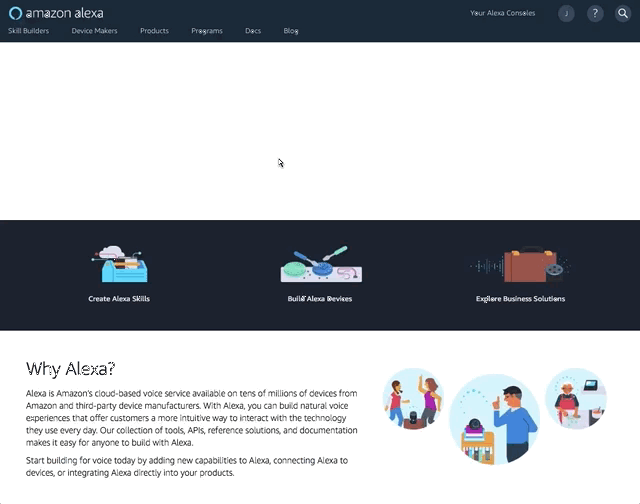 amazon alexa
Your Alexa Consoles
J
?
Skill Builders Device Makers Products Programs Docs Blog
Create Alexa Skills Build Alexa Devices Explore Business Solutions
Why Alexa?
Alexa is Amazon's cloud-based voice service available on tens of millions of devices from
Amazon and third-party device manufacturers. With Alexa, you can build natural voice
experiences that offer customers a more intuitive way to interact with the technology
they use every day. Our collection of tools, APIs, reference solutions, and documentation
makes it easy for anyone to build with Alexa.
Start building for voice today by adding new capabilities to Alexa, connecting Alexa to
devices, or integrating Alexa directly into your products.